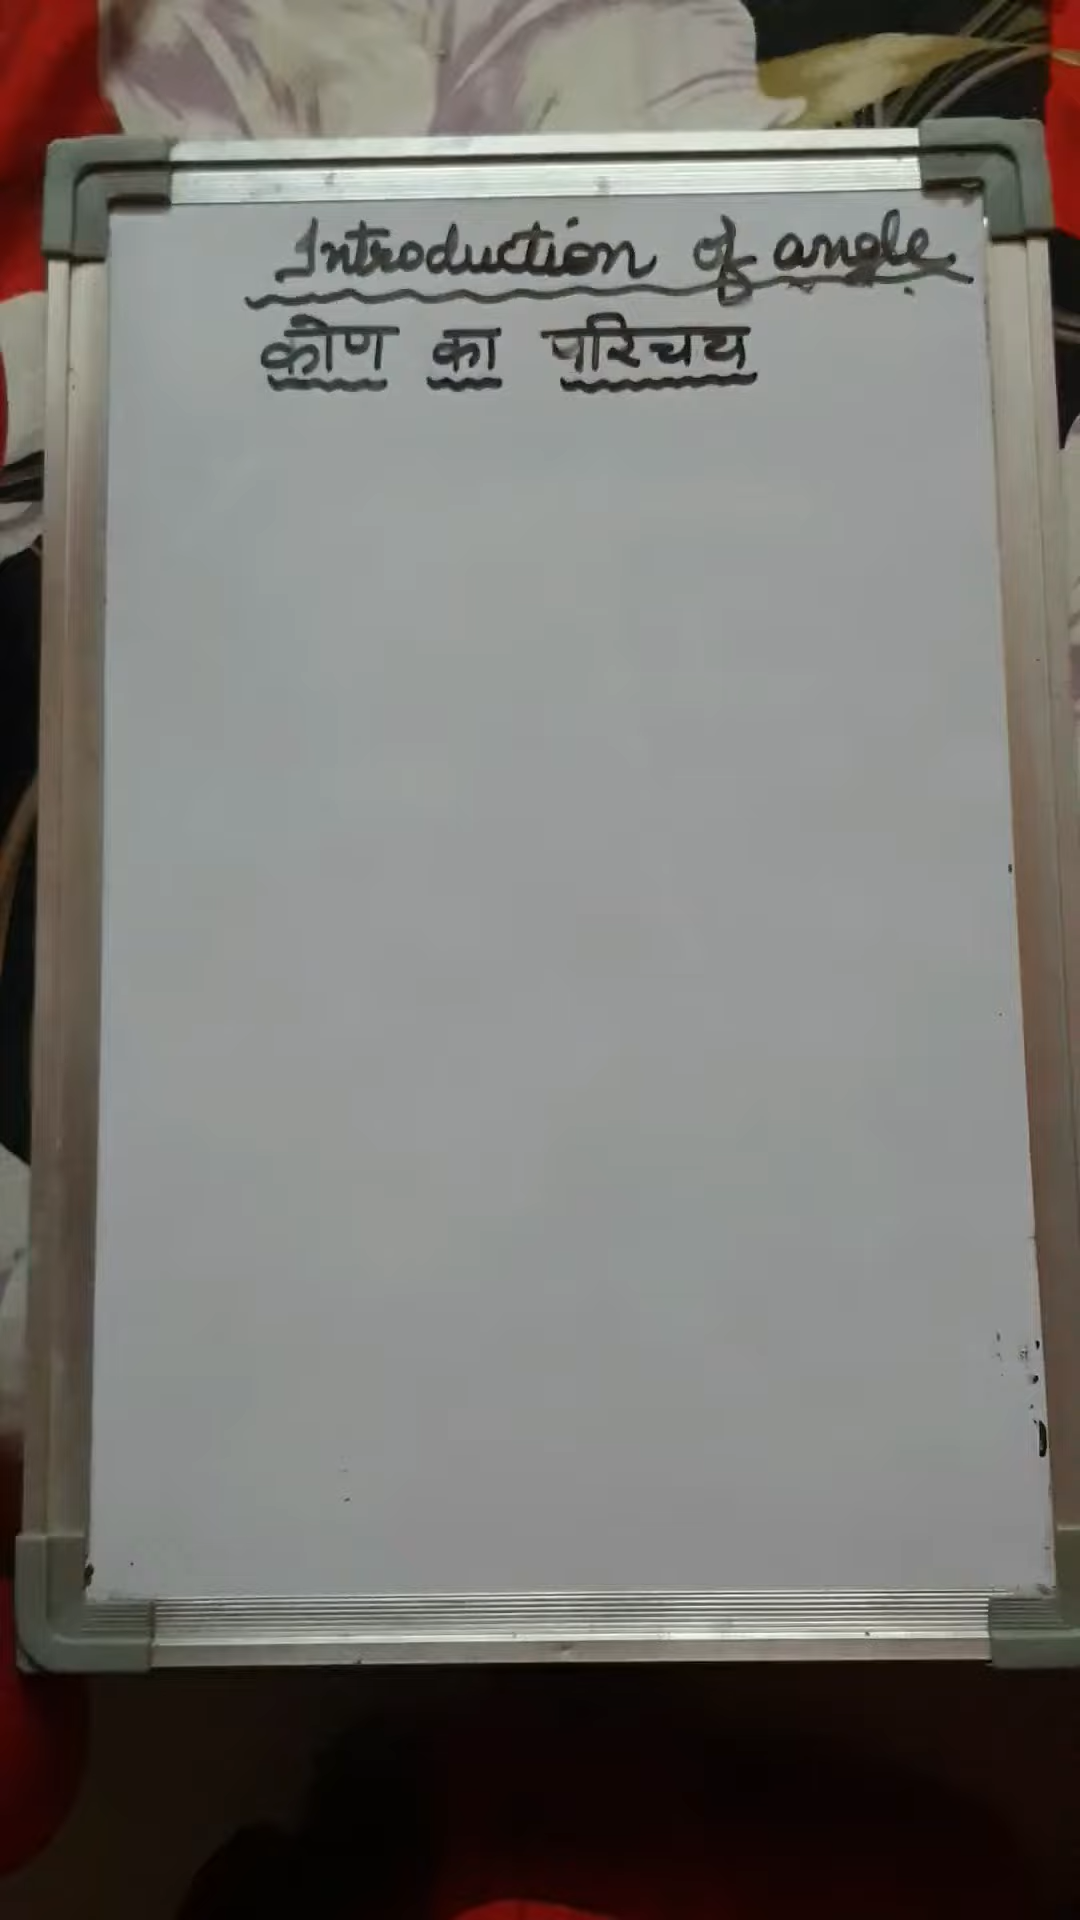 Introduction of angle.
कोण का परिचय